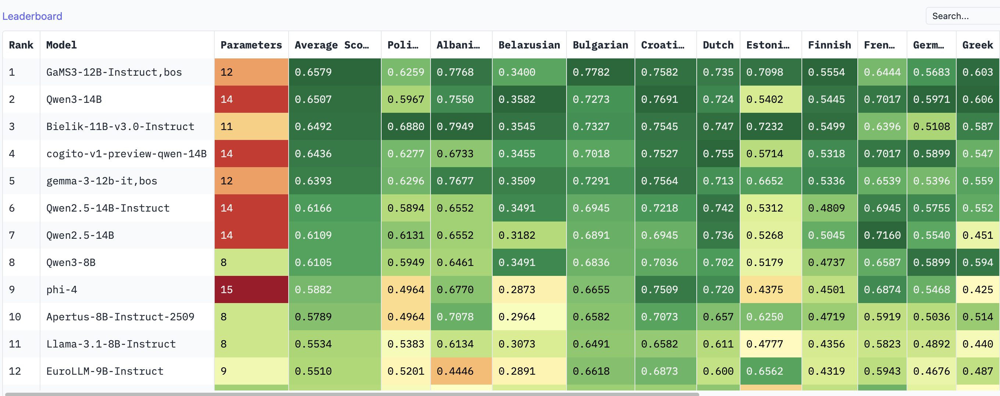 Leaderboard
Search...
Rank Model Parameters Average Sco… Poli… Albani… Belarusian Bulgarian Croati… Dutch Estoni… Finnish Fren… Germ… Greek
1 GaMS3-12B-Instruct,bos 12 0.6579 0.6259 0.7768 0.3400 0.7782 0.7582 0.735 0.7098 0.5554 0.6444 0.5683 0.603
2 Qwen3-14B 14 0.6507 0.5967 0.7550 0.3582 0.7273 0.7691 0.724 0.5402 0.5445 0.7017 0.5971 0.606
3 Bielik-11B-v3.0-Instruct 11 0.6492 0.6880 0.7949 0.3545 0.7327 0.7545 0.747 0.7232 0.5499 0.6396 0.5108 0.587
4 cogito-v1-preview-qwen-14B 14 0.6436 0.6277 0.6733 0.3455 0.7018 0.7527 0.755 0.5714 0.5318 0.7017 0.5899 0.547
5 gemma-3-12b-it,bos 12 0.6393 0.6296 0.7677 0.3509 0.7291 0.7564 0.713 0.6652 0.5336 0.6539 0.5396 0.559
6 Qwen2.5-14B-Instruct 14 0.6166 0.5894 0.6552 0.3491 0.6945 0.7218 0.742 0.5312 0.4809 0.6945 0.5755 0.552
7 Qwen2.5-14B 14 0.6109 0.6131 0.6552 0.3182 0.6891 0.6945 0.736 0.5268 0.5045 0.7160 0.5540 0.451
8 Qwen3-8B 8 0.6105 0.5949 0.6461 0.3491 0.6836 0.7036 0.702 0.5179 0.4737 0.6587 0.5899 0.594
9 phi-4 15 0.5882 0.4964 0.6770 0.2873 0.6655 0.7509 0.720 0.4375 0.4501 0.6874 0.5468 0.425
10 Apertus-8B-Instruct-2509 8 0.5789 0.4964 0.7078 0.2964 0.6582 0.7073 0.657 0.6250 0.4719 0.5919 0.5036 0.514
11 Llama-3.1-8B-Instruct 8 0.5534 0.5383 0.6134 0.3073 0.6491 0.6582 0.611 0.4777 0.4356 0.5823 0.4892 0.440
12 EuroLLM-9B-Instruct 9 0.5510 0.5201 0.4446 0.2891 0.6618 0.6873 0.600 0.6562 0.4319 0.5943 0.4676 0.487